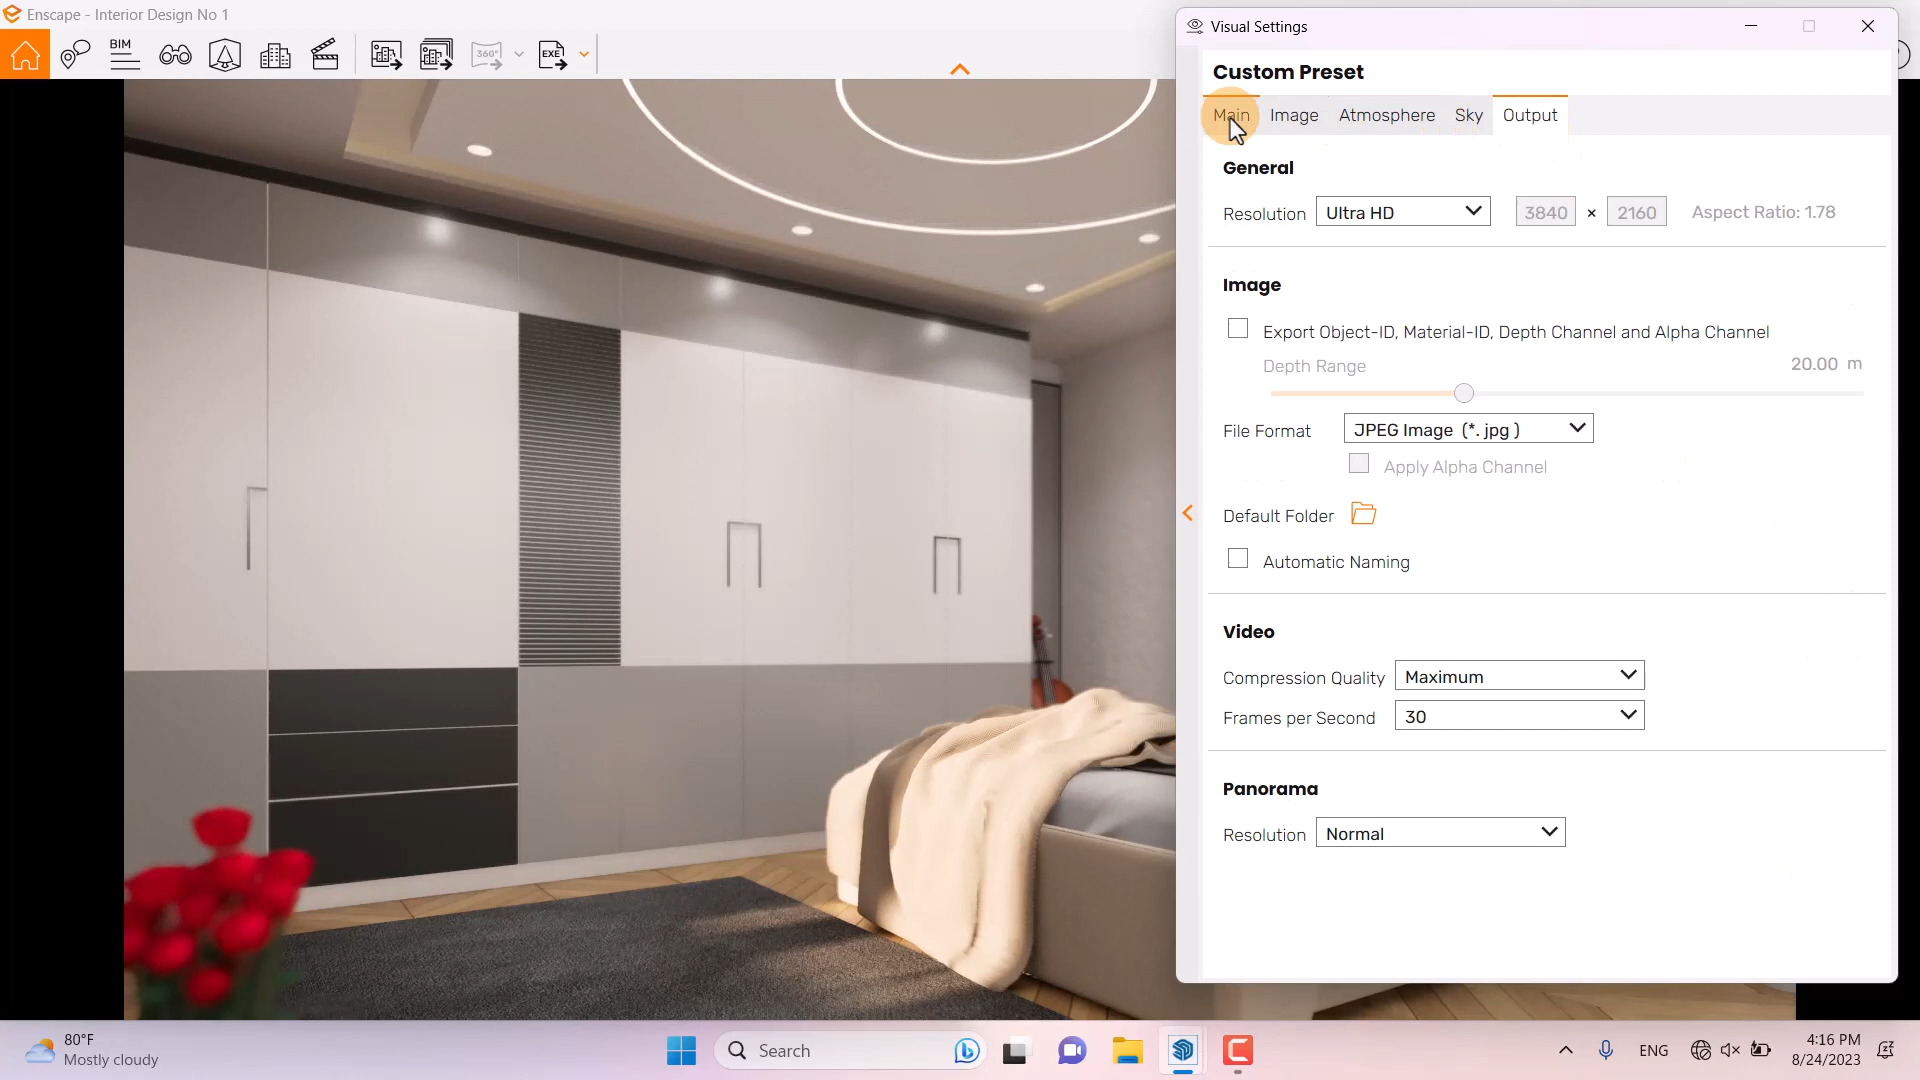 Enscape - Interior Design No 1
BIM
360°
EXE
Visual Settings
Custom Preset
Main Image Atmosphere Sky Output
General
Resolution Ultra HD 3840 × 2160 Aspect Ratio: 1.78
Image
Export Object-ID, Material-ID, Depth Channel and Alpha Channel
Depth Range 20.00 m
File Format JPEG Image (*. jpg )
Apply Alpha Channel
Default Folder
Automatic Naming
Video
Compression Quality Maximum
Frames per Second 30
Panorama
Resolution Normal
80°F
Mostly cloudy
Search
ENG
4:16 PM
8/24/2023